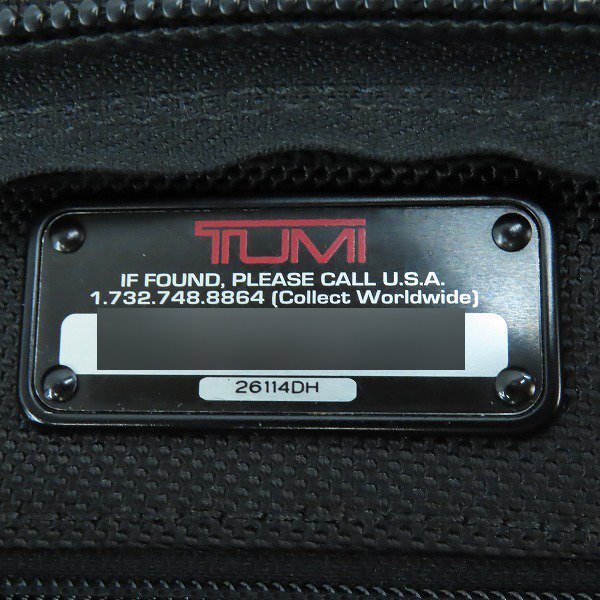 TUMI
IF FOUND, PLEASE CALL U.S.A.
1.732.748.8864 (Collect Worldwide)
26114DH